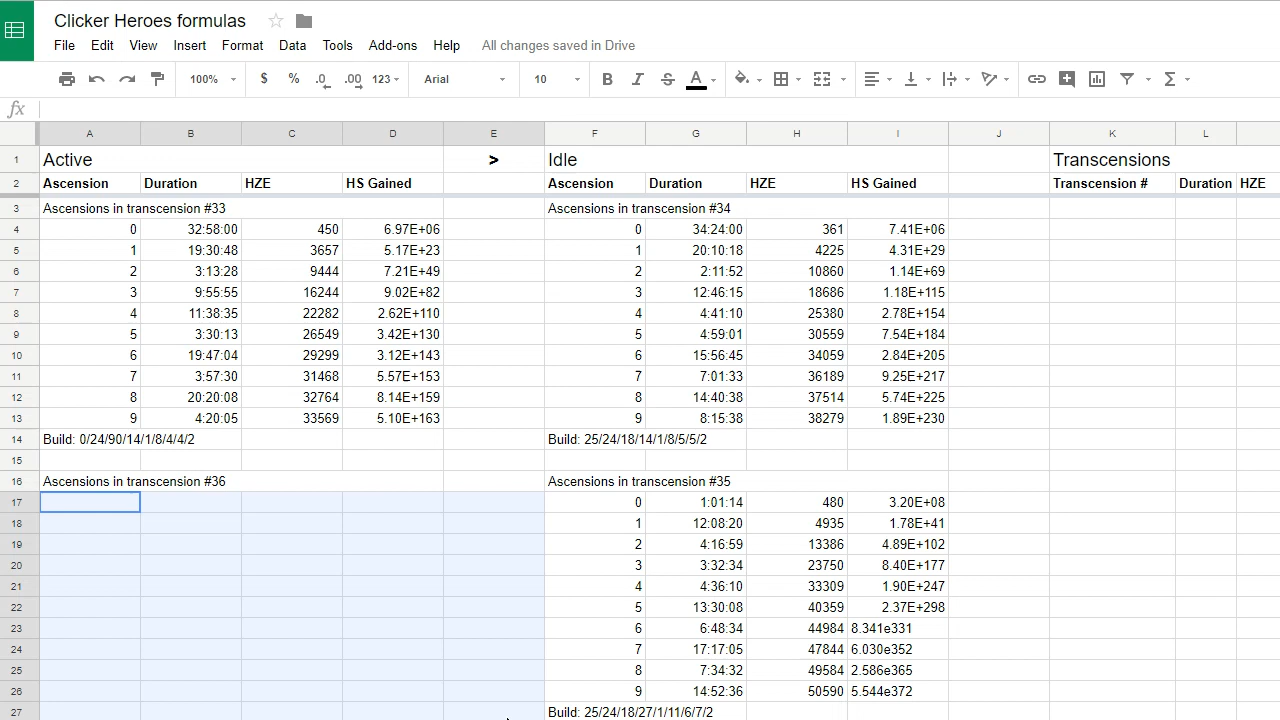 Clicker Heroes formulas
File Edit View Insert Format Data Tools Add-ons Help All changes saved in Drive
100% $ % .0 .00 123 Arial 10 B I S A
fx
A B C D E F G H I J K L
1 Active > Idle Transcensions
2 Ascension Duration HZE HS Gained Ascension Duration HZE HS Gained Transcension # Duration HZE
3 Ascensions in transcension #33 Ascensions in transcension #34
4 0 32:58:00 450 6.97E+06 0 34:24:00 361 7.41E+06
5 1 19:30:48 3657 5.17E+23 1 20:10:18 4225 4.31E+29
6 2 3:13:28 9444 7.21E+49 2 2:11:52 10860 1.14E+69
7 3 9:55:55 16244 9.02E+82 3 12:46:15 18686 1.18E+115
8 4 11:38:35 22282 2.62E+110 4 4:41:10 25380 2.78E+154
9 5 3:30:13 26549 3.42E+130 5 4:59:01 30559 7.54E+184
10 6 19:47:04 29299 3.12E+143 6 15:56:45 34059 2.84E+205
11 7 3:57:30 31468 5.57E+153 7 7:01:33 36189 9.25E+217
12 8 20:20:08 32764 8.14E+159 8 14:40:38 37514 5.74E+225
13 9 4:20:05 33569 5.10E+163 9 8:15:38 38279 1.89E+230
14 Build: 0/24/90/14/1/8/4/4/2 Build: 25/24/18/14/1/8/5/5/2
15
16 Ascensions in transcension #36 Ascensions in transcension #35
17 0 1:01:14 480 3.20E+08
18 1 12:08:20 4935 1.78E+41
19 2 4:16:59 13386 4.89E+102
20 3 3:32:34 23750 8.40E+177
21 4 4:36:10 33309 1.90E+247
22 5 13:30:08 40359 2.37E+298
23 6 6:48:34 44984 8.341e331
24 7 17:17:05 47844 6.030e352
25 8 7:34:32 49584 2.586e365
26 9 14:52:36 50590 5.544e372
27 Build: 25/24/18/27/1/11/6/7/2